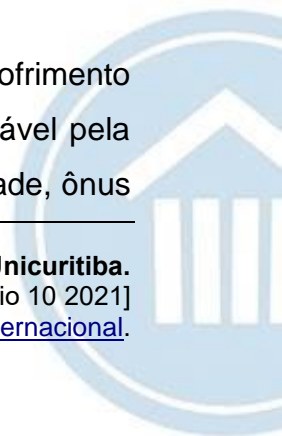 ofrimento
ável pela
ade, ônus
Unicuritiba.
io 10 2021]
ernacional.